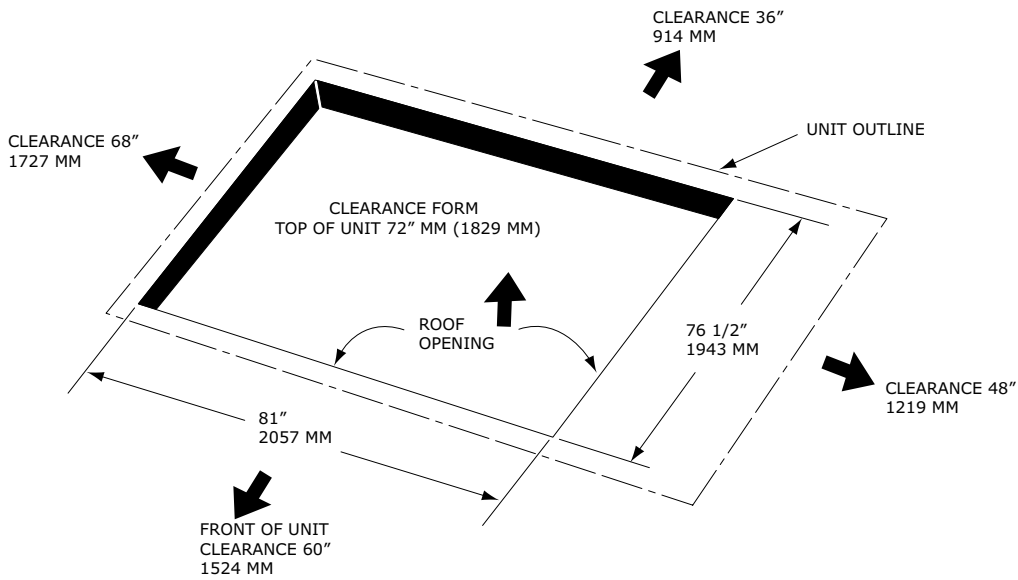 CLEARANCE 36″
914 MM
UNIT OUTLINE
CLEARANCE 68″
1727 MM
CLEARANCE FORM
TOP OF UNIT 72″ MM (1829 MM)
ROOF
OPENING
76 1/2″
1943 MM
CLEARANCE 48″
1219 MM
81″
2057 MM
FRONT OF UNIT
CLEARANCE 60″
1524 MM